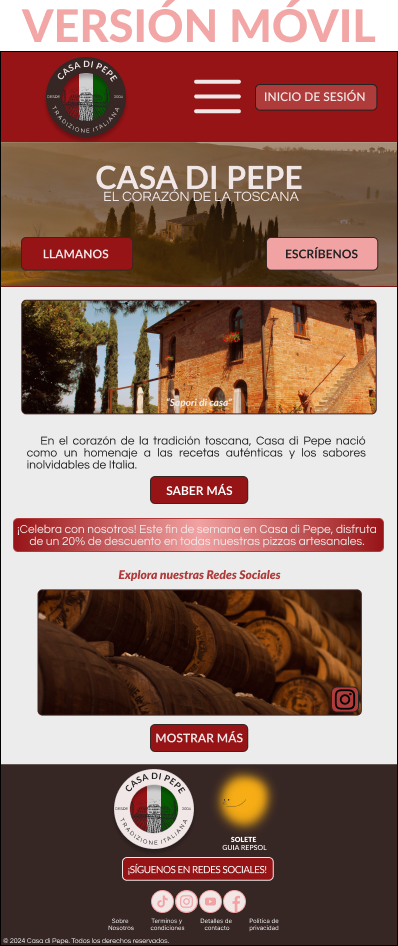 VERSIÓN MÓVIL
CASA DI PEPE
DESDE
2024
TRADIZIONE ITALIANA
INICIO DE SESIÓN
CASA DI PEPE
EL CORAZÓN DE LA TOSCANA
LLAMANOS
ESCRÍBENOS
"Sapori di casa"
En el corazón de la tradición toscana, Casa di Pepe nació
como un homenaje a las recetas auténticas y los sabores
inolvidables de Italia.
SABER MÁS
¡Celebra con nosotros! Este fin de semana en Casa di Pepe, disfruta
de un 20% de descuento en todas nuestras pizzas artesanales.
Explora nuestras Redes Sociales
MOSTRAR MÁS
CASA DI PEPE
DESDE
2024
TRADIZIONE ITALIANA
SOLETE
GUIA REPSOL
¡SÍGUENOS EN REDES SOCIALES!
Sobre
Nosotros
Terminos y
condiciones
Detalles de
contacto
Politica de
privacidad
© 2024 Casa di Pepe. Todos los derechos reservados.